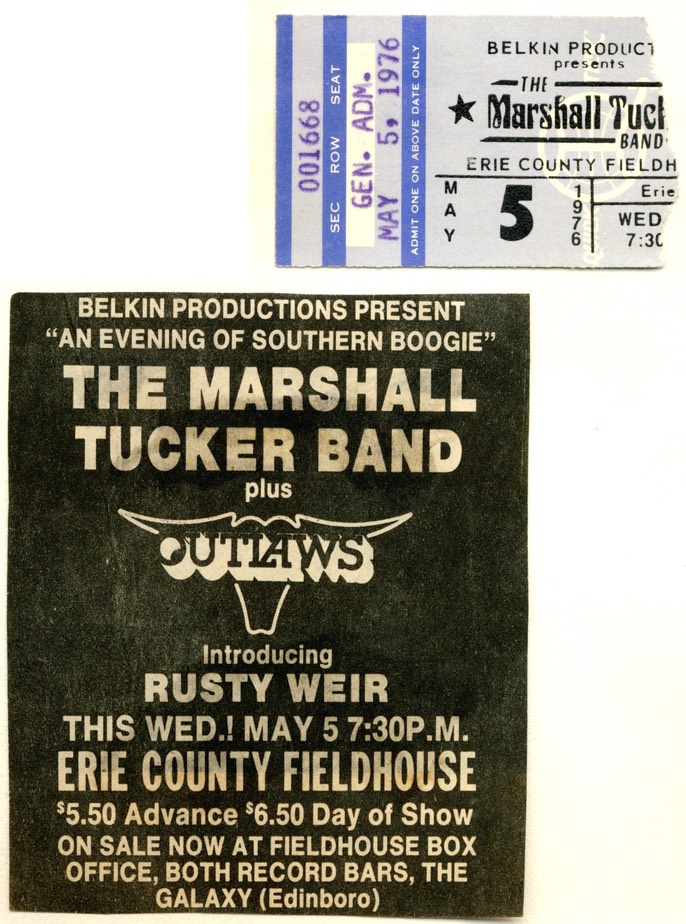 001668
SEC ROW SEAT
GEN. ADM.
MAY 5, 1976
ADMIT ONE ON ABOVE DATE ONLY
BELKIN PRODUCT
presents
THE
Marshall Tuck
BAND
ERIE COUNTY FIELDH
MAY 5 1976
Erie
WED
7:30
BELKIN PRODUCTIONS PRESENT
“AN EVENING OF SOUTHERN BOOGIE”
THE MARSHALL
TUCKER BAND
plus
OUTLAWS
Introducing
RUSTY WEIR
THIS WED.! MAY 5 7:30P.M.
ERIE COUNTY FIELDHOUSE
$5.50 Advance $6.50 Day of Show
ON SALE NOW AT FIELDHOUSE BOX
OFFICE, BOTH RECORD BARS, THE
GALAXY (Edinboro)